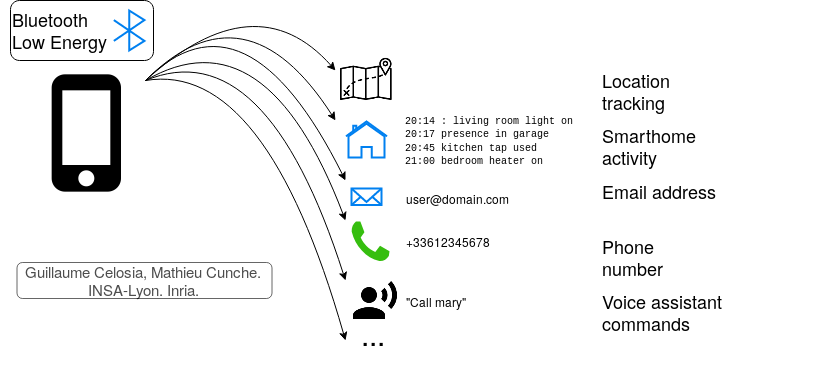 Bluetooth
Low Energy
Location
tracking
20:14 : living room light on
20:17 presence in garage
20:45 kitchen tap used
21:00 bedroom heater on
Smarthome
activity
user@domain.com
Email address
+33612345678
Phone
number
Guillaume Celosia, Mathieu Cunche.
INSA-Lyon. Inria.
"Call mary"
Voice assistant
commands
...